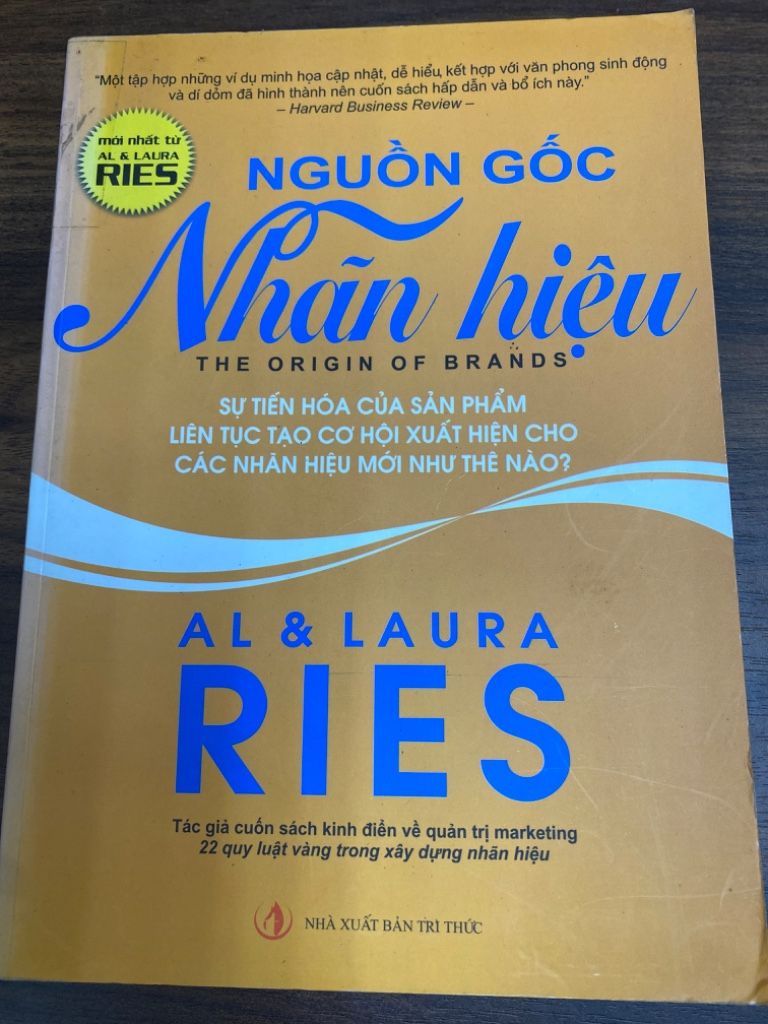 "Một tập hợp những ví dụ minh họa cập nhật, dễ hiểu, kết hợp với văn phong sinh động
và dí dỏm đã hình thành nên cuốn sách hấp dẫn và bổ ích này."
– Harvard Business Review –
mới nhất từ
AL & LAURA
RIES
NGUỒN GỐC
Nhãn hiệu
THE ORIGIN OF BRANDS
SỰ TIẾN HÓA CỦA SẢN PHẨM
LIÊN TỤC TẠO CƠ HỘI XUẤT HIỆN CHO
CÁC NHÃN HIỆU MỚI NHƯ THẾ NÀO?
AL & LAURA
RIES
Tác giả cuốn sách kinh điển về quản trị marketing
22 quy luật vàng trong xây dựng nhãn hiệu
NHÀ XUẤT BẢN TRI THỨC